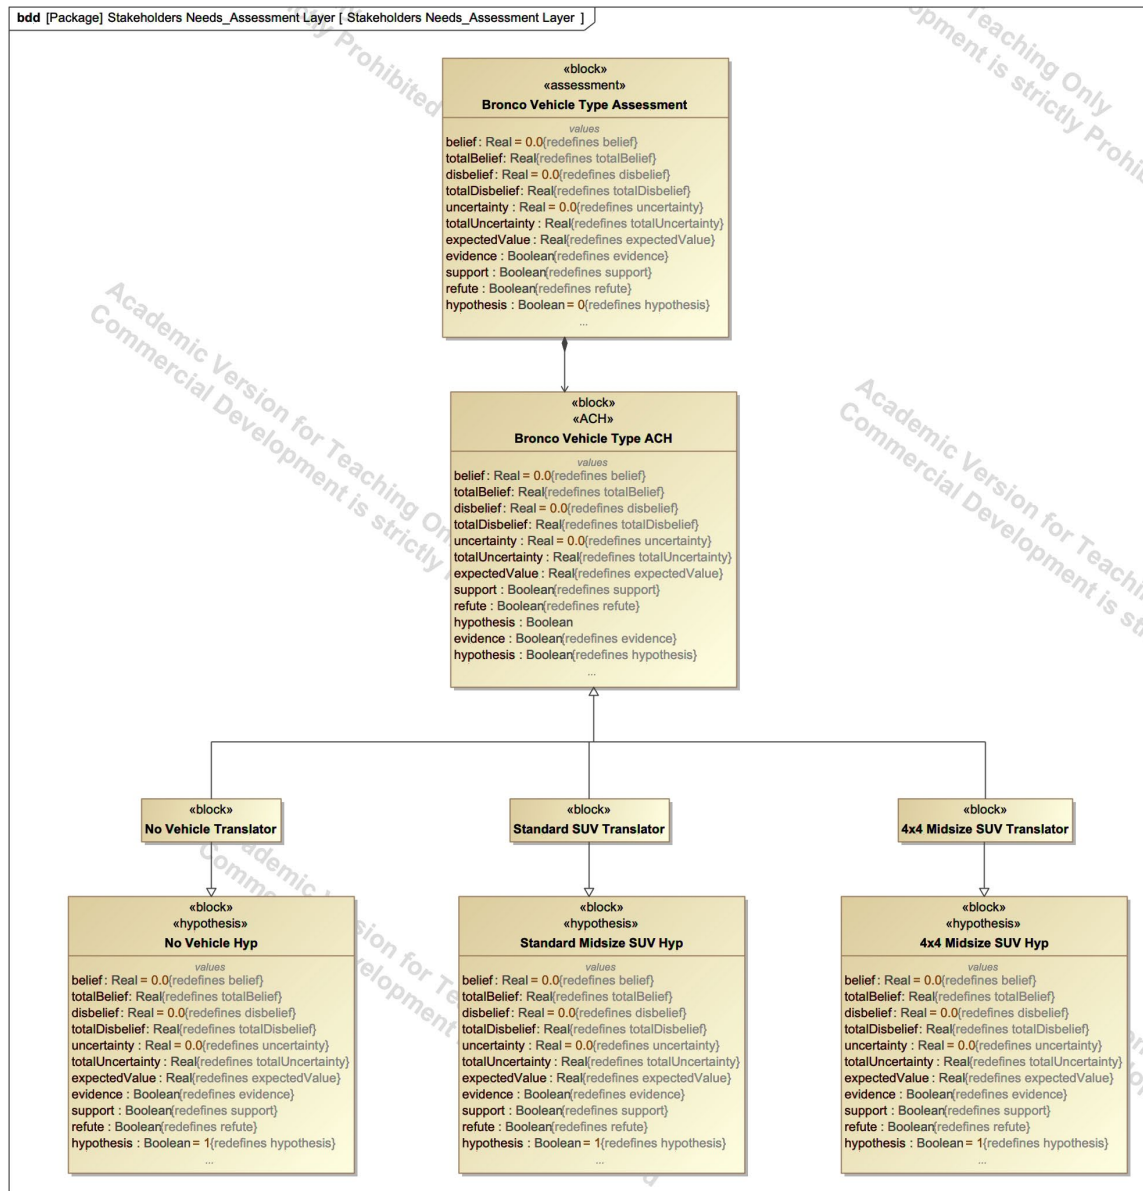 bdd [Package] Stakeholders Needs_Assessment Layer [ Stakeholders Needs_Assessment Layer ]
«block»
«assessment»
Bronco Vehicle Type Assessment
values
belief: Real = 0.0{redefines belief}
totalBelief: Real{redefines totalBelief}
disbelief: Real = 0.0{redefines disbelief}
totalDisbelief: Real{redefines totalDisbelief}
uncertainty : Real = 0.0{redefines uncertainty}
totalUncertainty : Real{redefines totalUncertainty}
expectedValue : Real{redefines expectedValue}
evidence : Boolean{redefines evidence}
support : Boolean{redefines support}
refute : Boolean{redefines refute}
hypothesis : Boolean = 0{redefines hypothesis}
...
«block»
«ACH»
Bronco Vehicle Type ACH
values
belief: Real = 0.0{redefines belief}
totalBelief: Real{redefines totalBelief}
disbelief: Real = 0.0{redefines disbelief}
totalDisbelief: Real{redefines totalDisbelief}
uncertainty : Real = 0.0{redefines uncertainty}
totalUncertainty : Real{redefines totalUncertainty}
expectedValue : Real{redefines expectedValue}
support : Boolean{redefines support}
refute : Boolean{redefines refute}
hypothesis : Boolean
evidence : Boolean{redefines evidence}
hypothesis : Boolean{redefines hypothesis}
...
«block»
No Vehicle Translator
«block»
Standard SUV Translator
«block»
4x4 Midsize SUV Translator
«block»
«hypothesis»
No Vehicle Hyp
values
belief: Real = 0.0{redefines belief}
totalBelief: Real{redefines totalBelief}
disbelief: Real = 0.0{redefines disbelief}
totalDisbelief: Real{redefines totalDisbelief}
uncertainty : Real = 0.0{redefines uncertainty}
totalUncertainty : Real{redefines totalUncertainty}
expectedValue : Real{redefines expectedValue}
evidence : Boolean{redefines evidence}
support : Boolean{redefines support}
refute : Boolean{redefines refute}
hypothesis : Boolean = 1{redefines hypothesis}
...
«block»
«hypothesis»
Standard Midsize SUV Hyp
values
belief: Real = 0.0{redefines belief}
totalBelief: Real{redefines totalBelief}
disbelief: Real = 0.0{redefines disbelief}
totalDisbelief: Real{redefines totalDisbelief}
uncertainty : Real = 0.0{redefines uncertainty}
totalUncertainty : Real{redefines totalUncertainty}
expectedValue : Real{redefines expectedValue}
evidence : Boolean{redefines evidence}
support : Boolean{redefines support}
refute : Boolean{redefines refute}
hypothesis : Boolean = 1{redefines hypothesis}
...
«block»
«hypothesis»
4x4 Midsize SUV Hyp
values
belief: Real = 0.0{redefines belief}
totalBelief: Real{redefines totalBelief}
disbelief: Real = 0.0{redefines disbelief}
totalDisbelief: Real{redefines totalDisbelief}
uncertainty : Real = 0.0{redefines uncertainty}
totalUncertainty : Real{redefines totalUncertainty}
expectedValue : Real{redefines expectedValue}
evidence : Boolean{redefines evidence}
support : Boolean{redefines support}
refute : Boolean{redefines refute}
hypothesis : Boolean = 1{redefines hypothesis}
...
Prohibited
Teaching Only
is strictly
Academic Version for Teaching
Commercial Development is strictly
Academic Version for Teaching
Commercial Development is